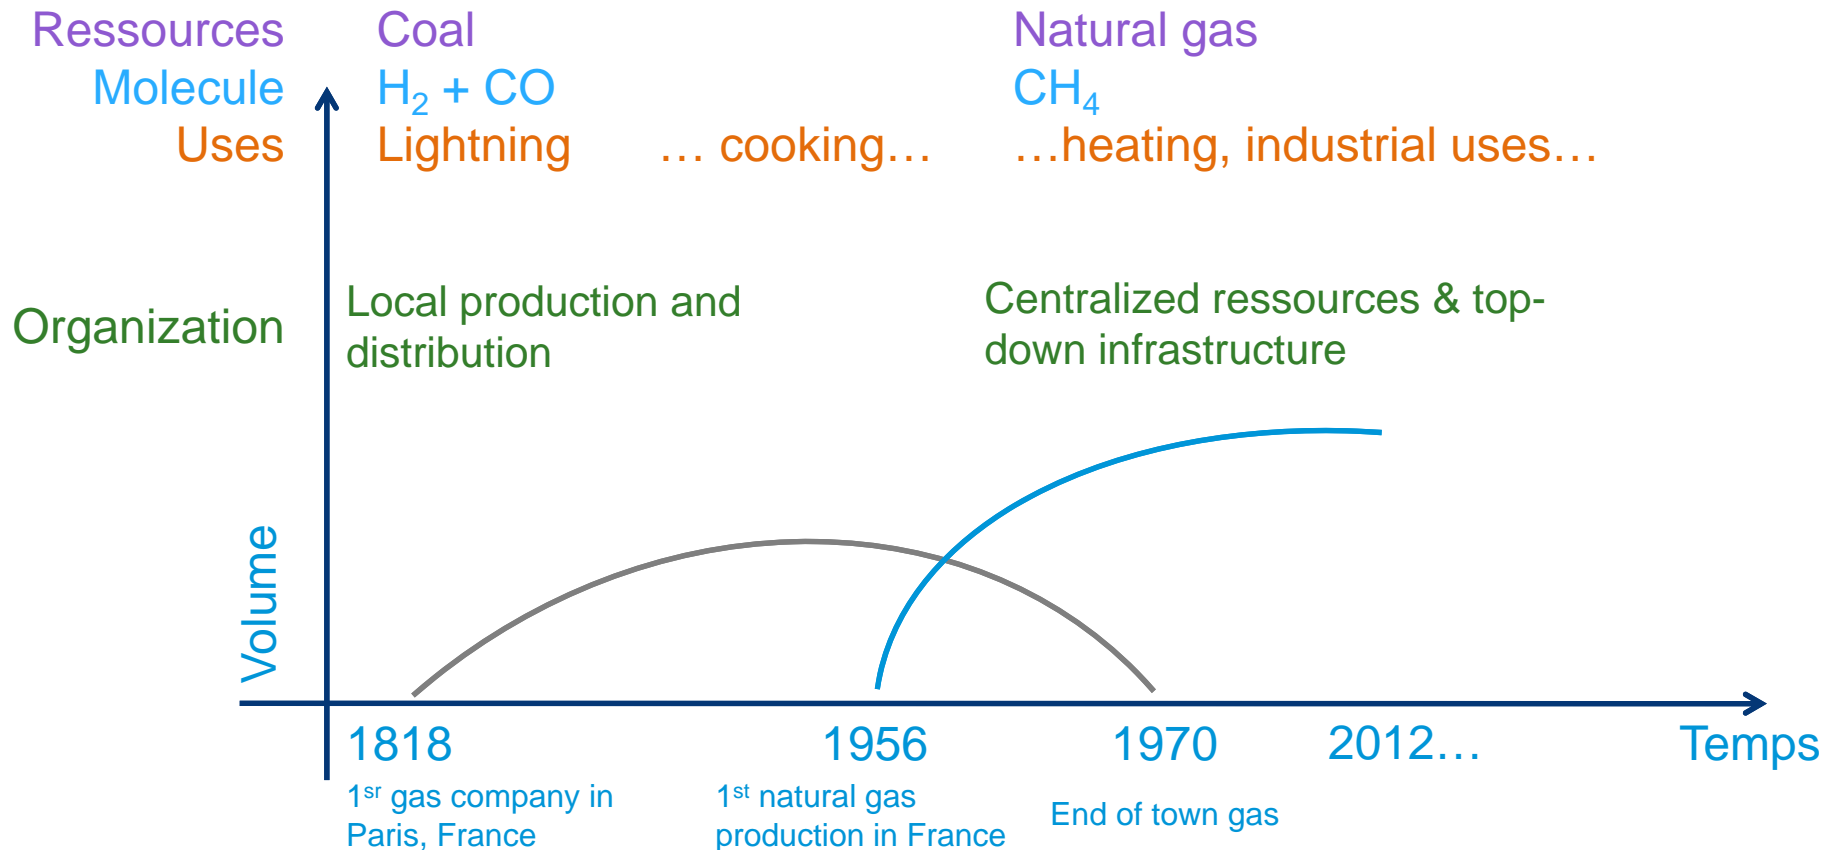 Ressources Coal Natural gas
Molecule H₂ + CO CH₄
Uses Lightning … cooking… …heating, industrial uses…
Organization
Local production and
distribution
Centralized ressources & top-
down infrastructure
Volume
1818 1956 1970 2012… Temps
1sr gas company in
Paris, France
1st natural gas
production in France
End of town gas